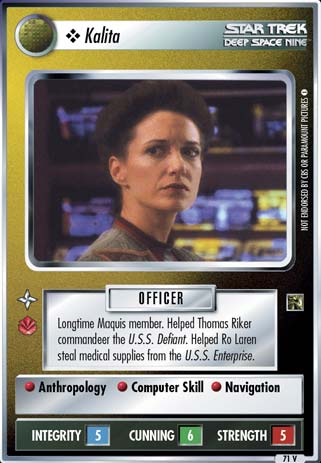 ❖ Kalita
STAR TREK
DEEP SPACE NINE
NOT ENDORSED BY CBS OR PARAMOUNT PICTURES
OFFICER
Longtime Maquis member. Helped Thomas Riker
commandeer the U.S.S. Defiant. Helped Ro Laren
steal medical supplies from the U.S.S. Enterprise.
Anthropology Computer Skill Navigation
INTEGRITY 5 CUNNING 6 STRENGTH 5
71 V